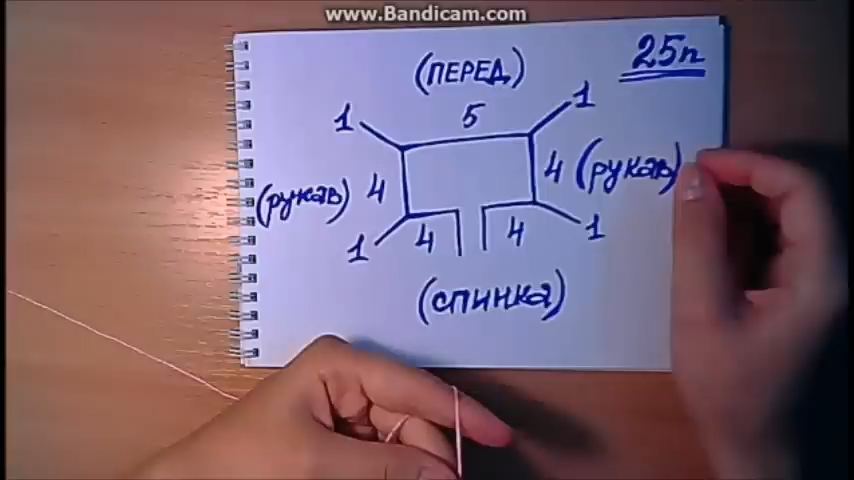 www.Bandicam.com
25п
(ПЕРЕД)
1 5 1
(рукав) 4 4 (рукав)
1 4 4 1
(спинка)